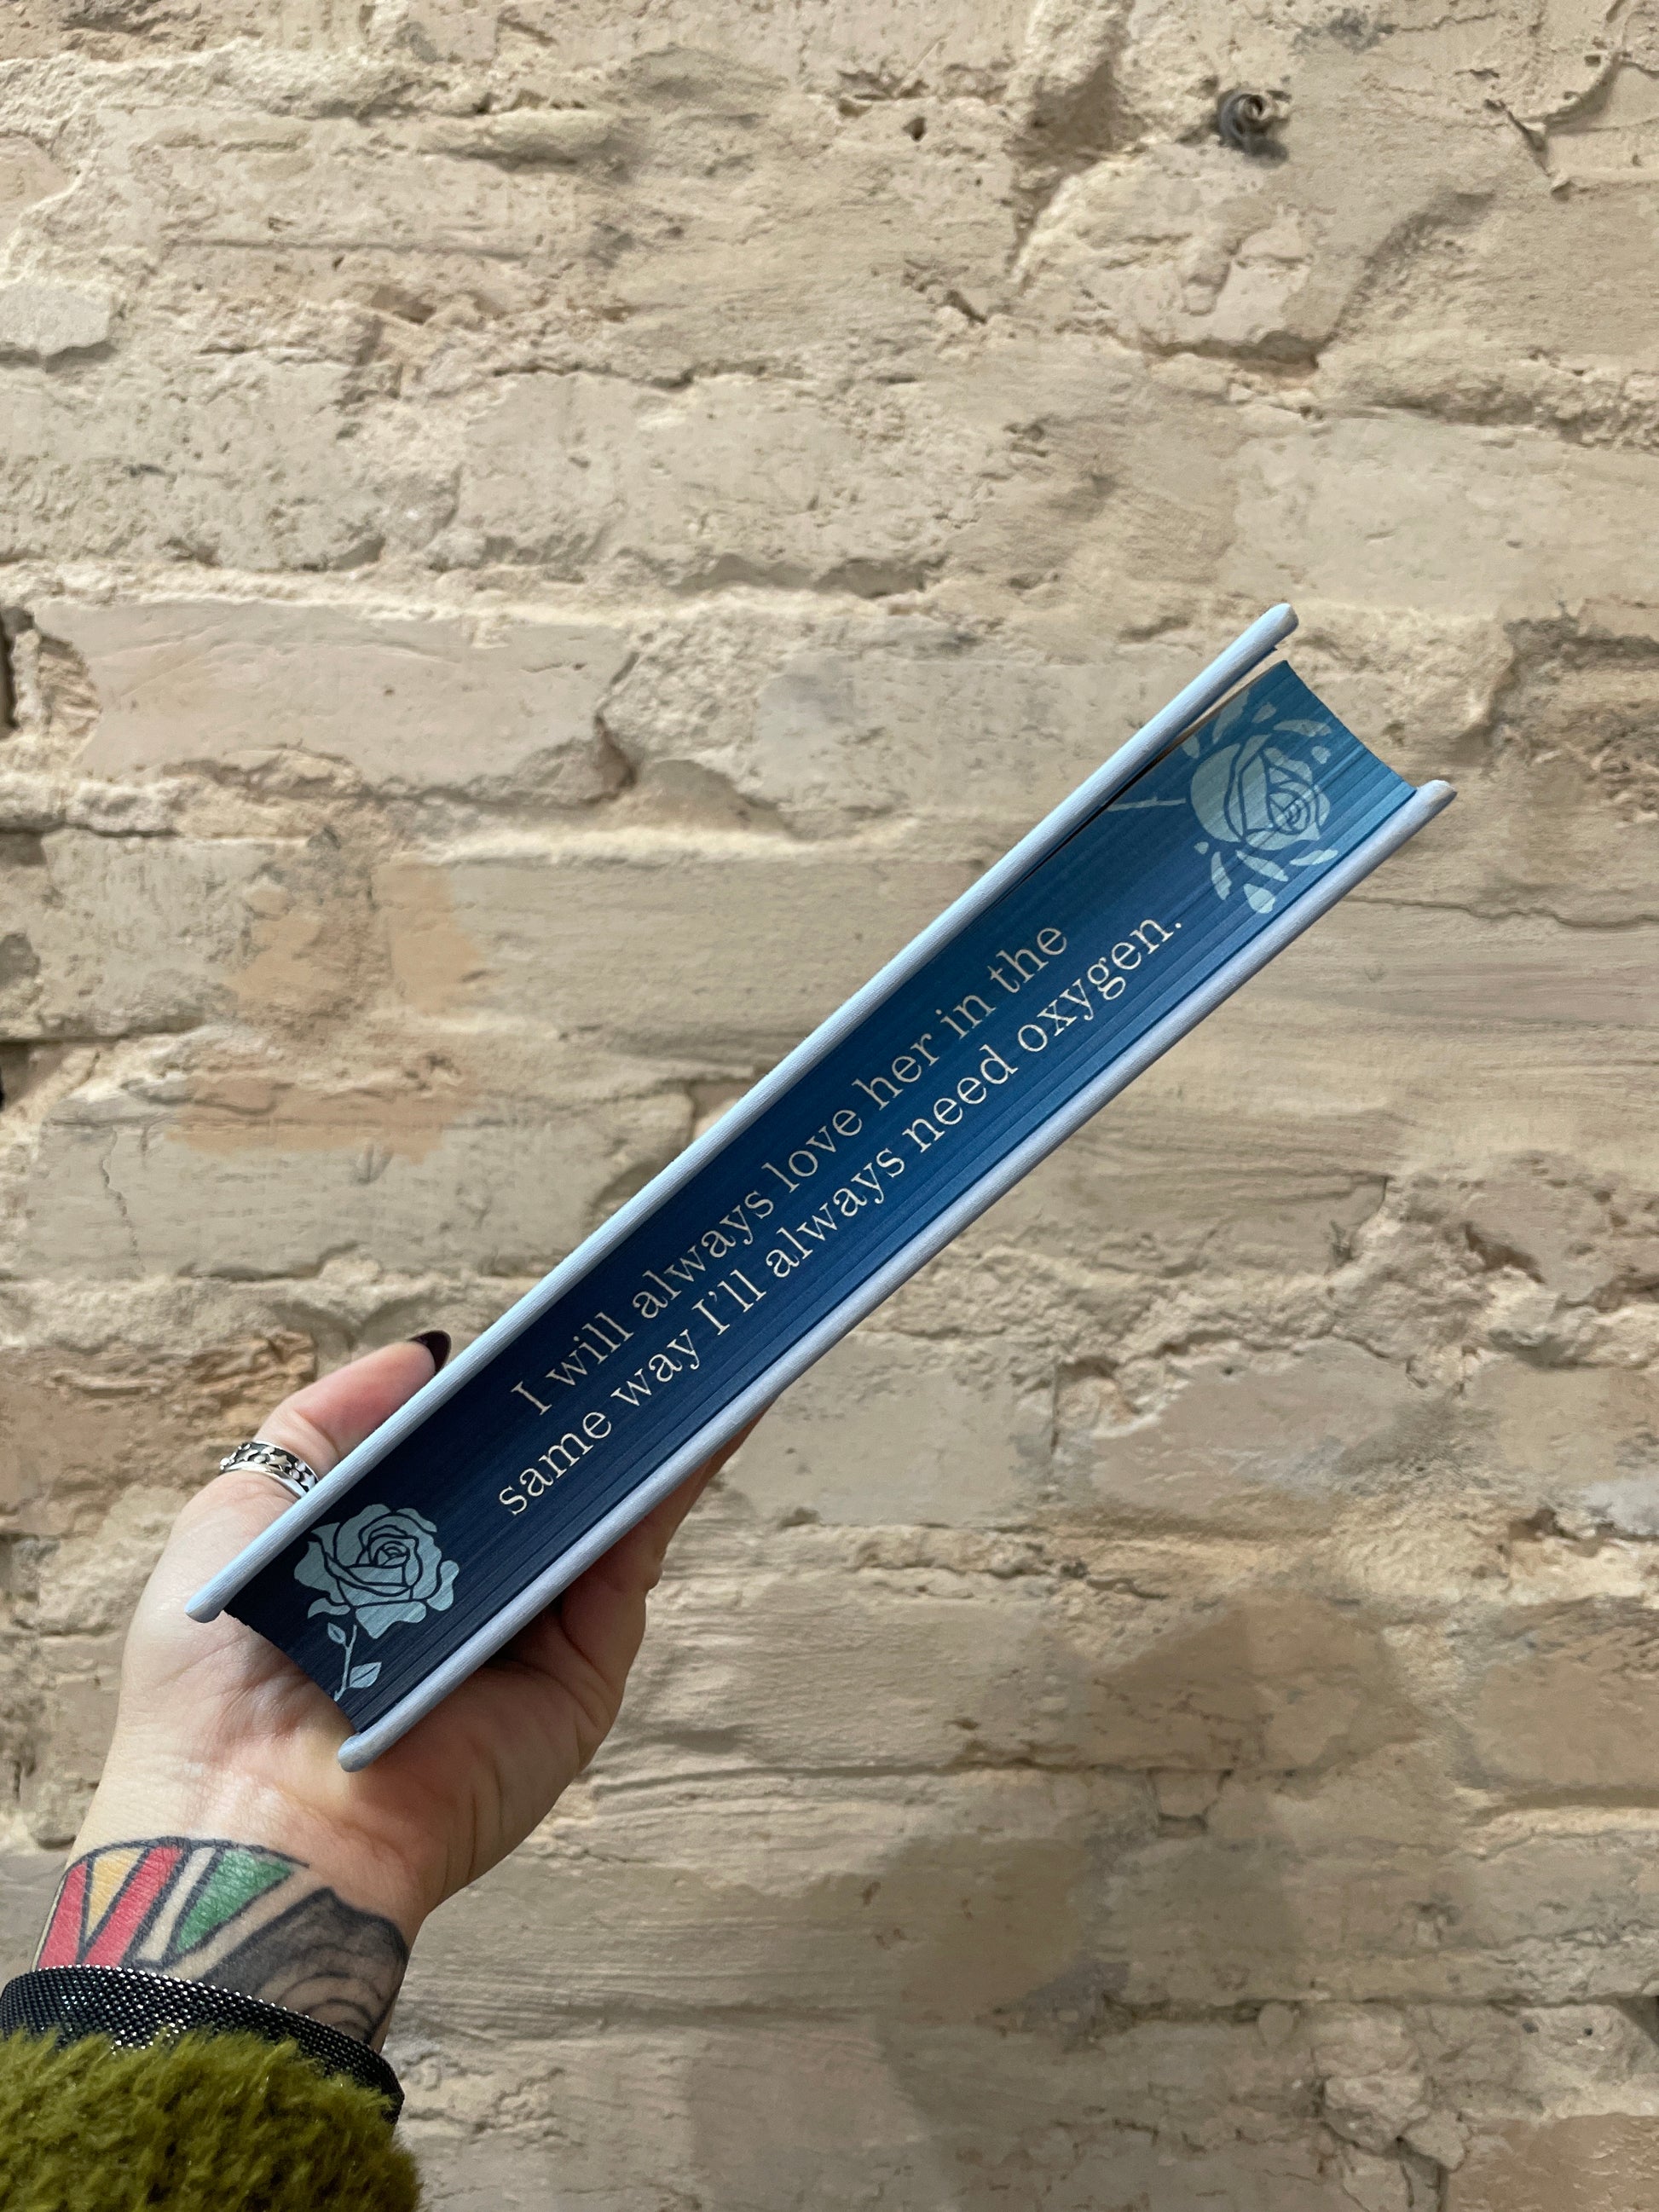 I will always love her in the
same way I'll always need oxygen.